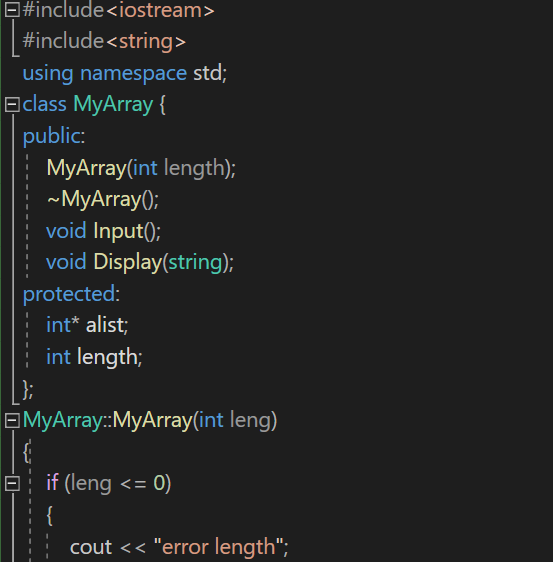 #include<iostream>
#include<string>
using namespace std;
class MyArray {
public:
MyArray(int length);
~MyArray();
void Input();
void Display(string);
protected:
int* alist;
int length;
};
MyArray::MyArray(int leng)
{
if (leng <= 0)
{
cout << "error length";